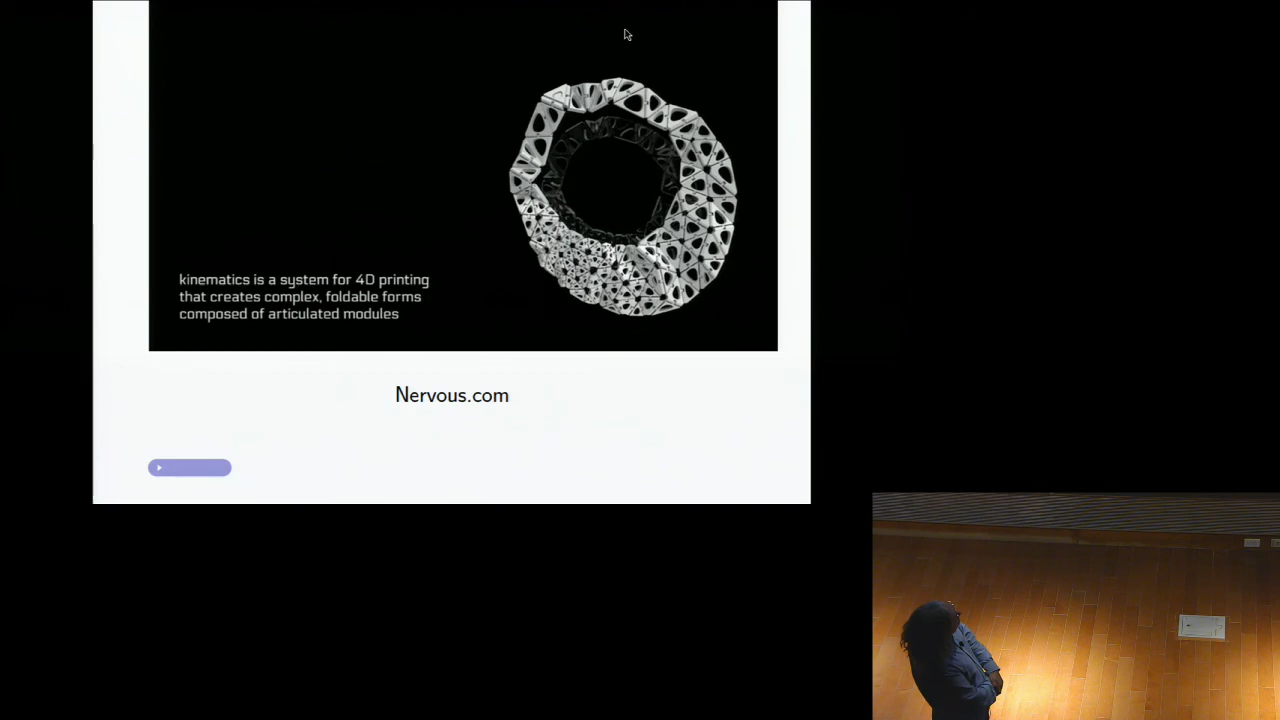 kinematics is a system for 4D printing
that creates complex, foldable forms
composed of articulated modules
Nervous.com